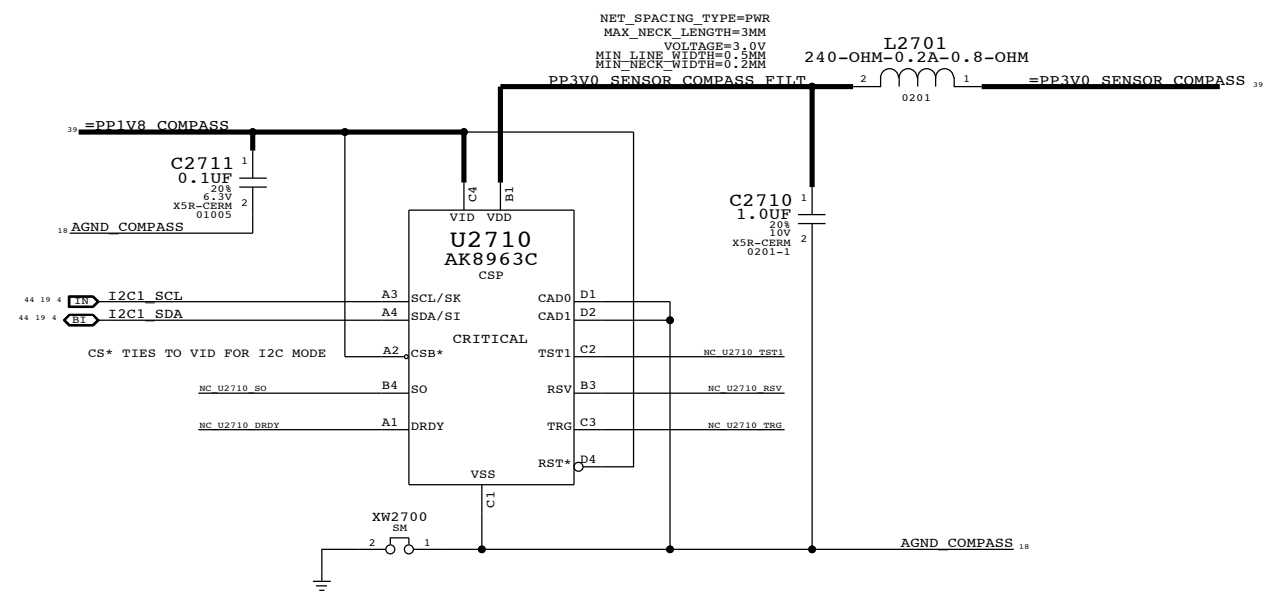 NET_SPACING_TYPE=PWR
MAX_NECK_LENGTH=3MM
VOLTAGE=3.0V
MIN_LINE_WIDTH=0.5MM
MIN_NECK_WIDTH=0.2MM
L2701
240-OHM-0.2A-0.8-OHM
PP3V0_SENSOR_COMPASS_FILT
2
1
=PP3V0_SENSOR_COMPASS 39
0201
39 =PP1V8_COMPASS
C2711
1
0.1UF
20%
6.3V
X5R-CERM
2
01005
18 AGND_COMPASS
C4
B1
VID
VDD
U2710
AK8963C
CSP
C2710
1
1.0UF
20%
10V
X5R-CERM
2
0201-1
44 19 4 IN I2C1_SCL
A3 SCL/SK
CAD0 D1
44 19 4 BI I2C1_SDA
A4 SDA/SI
CAD1 D2
CRITICAL
CS* TIES TO VID FOR I2C MODE
A2 CSB*
TST1 C2
NC_U2710_TST1
NC_U2710_SO
B4 SO
RSV B3
NC_U2710_RSV
NC_U2710_DRDY
A1 DRDY
TRG C3
NC_U2710_TRG
RST* D4
VSS
C1
XW2700
SM
2
1
AGND_COMPASS 18